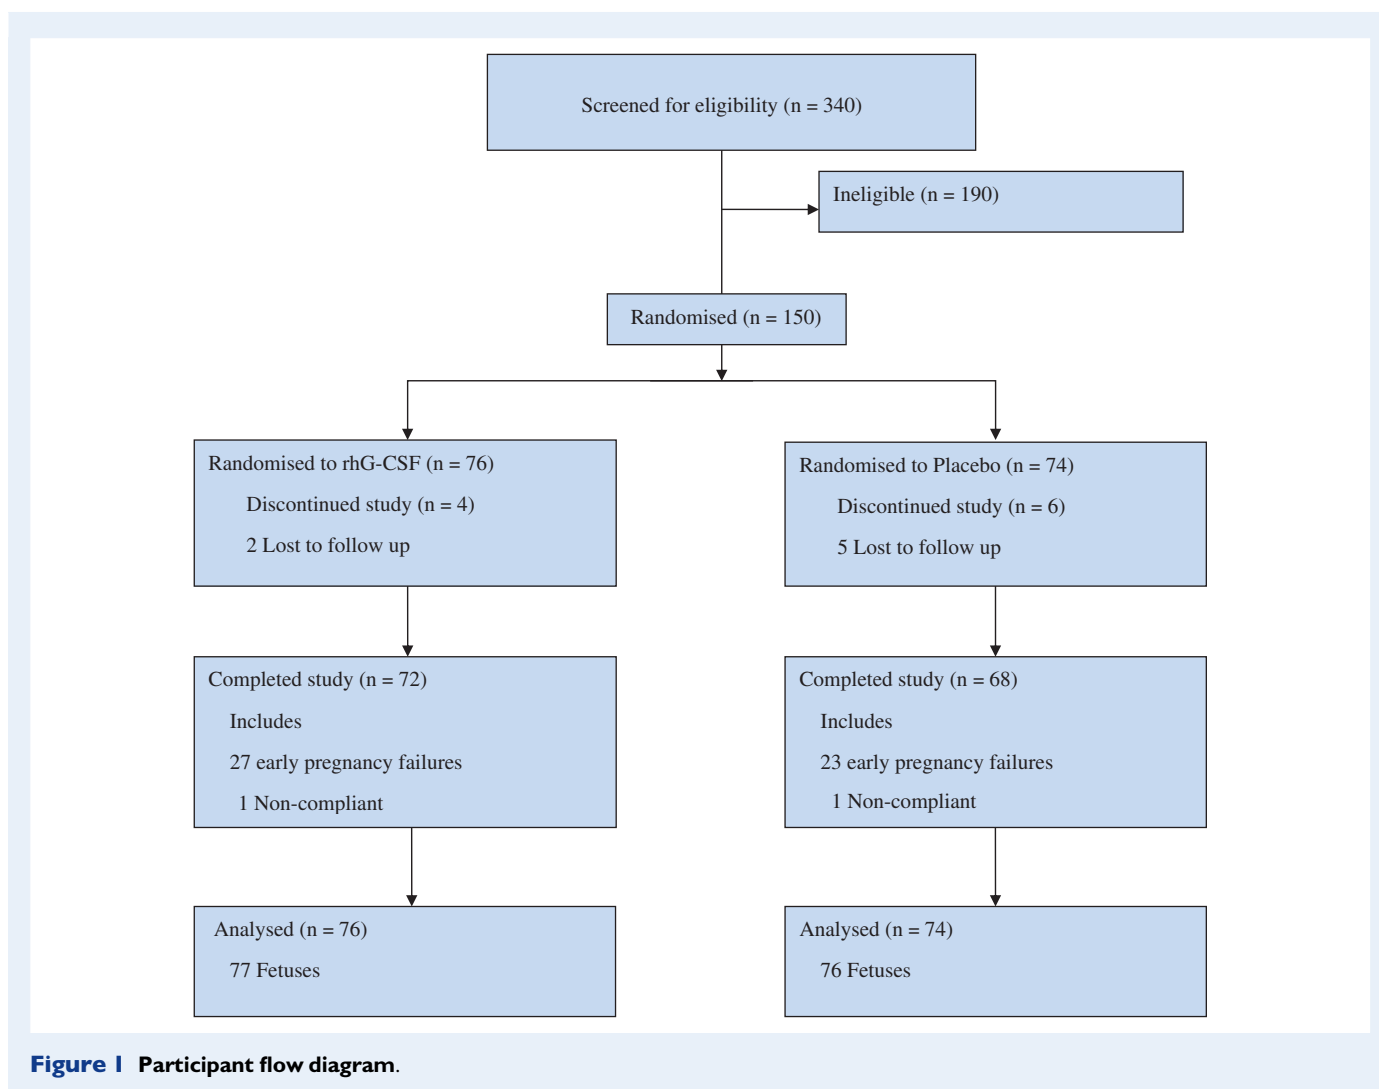 Screened for eligibility (n = 340)
Ineligible (n = 190)
Randomised (n = 150)
Randomised to rhG-CSF (n = 76)
Discontinued study (n = 4)
2 Lost to follow up
Randomised to Placebo (n = 74)
Discontinued study (n = 6)
5 Lost to follow up
Completed study (n = 72)
Includes
27 early pregnancy failures
1 Non-compliant
Completed study (n = 68)
Includes
23 early pregnancy failures
1 Non-compliant
Analysed (n = 76)
77 Fetuses
Analysed (n = 74)
76 Fetuses
Figure 1 Participant flow diagram.